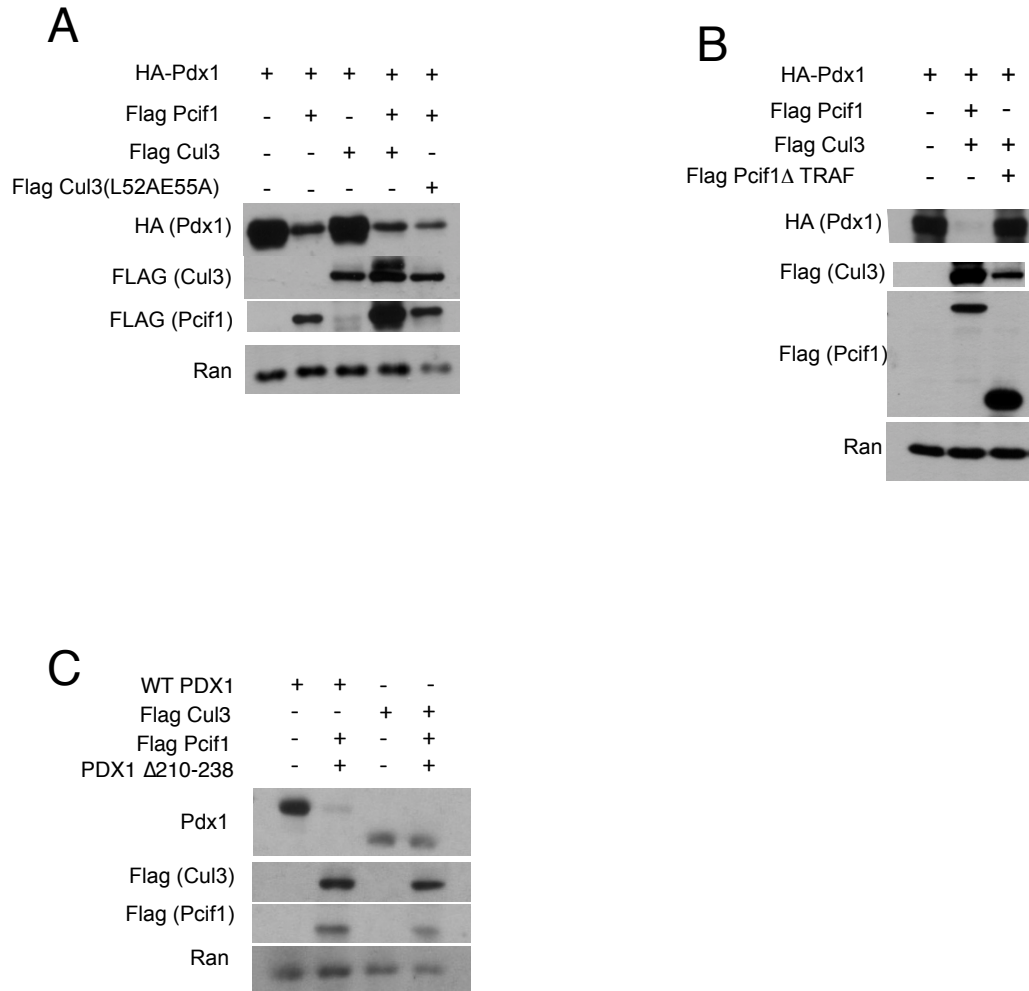 A
HA-Pdx1 + + + + +
Flag Pcif1 - + - + +
Flag Cul3 - - + + -
Flag Cul3(L52AE55A) - - - - +
HA (Pdx1)
FLAG (Cul3)
FLAG (Pcif1)
Ran
B
HA-Pdx1 + + +
Flag Pcif1 - + -
Flag Cul3 - + +
Flag Pcif1Δ TRAF - - +
HA (Pdx1)
Flag (Cul3)
Flag (Pcif1)
Ran
C
WT PDX1 + + - -
Flag Cul3 - - + +
Flag Pcif1 - + - +
PDX1 Δ210-238 - + - +
Pdx1
Flag (Cul3)
Flag (Pcif1)
Ran